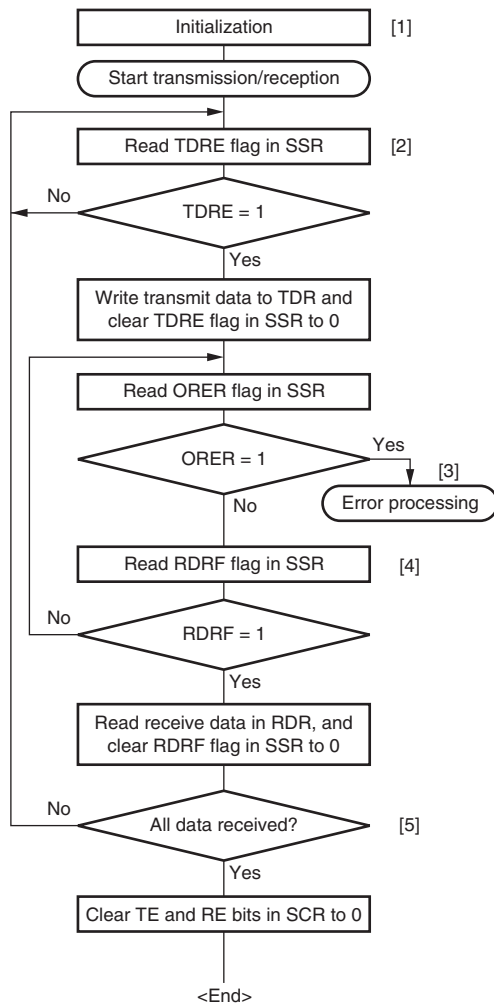 Initialization [1]
Start transmission/reception
Read TDRE flag in SSR [2]
No
TDRE = 1
Yes
Write transmit data to TDR and
clear TDRE flag in SSR to 0
Read ORER flag in SSR
Yes
ORER = 1
[3]
No
Error processing
Read RDRF flag in SSR [4]
No
RDRF = 1
Yes
Read receive data in RDR, and
clear RDRF flag in SSR to 0
No
All data received? [5]
Yes
Clear TE and RE bits in SCR to 0
<End>